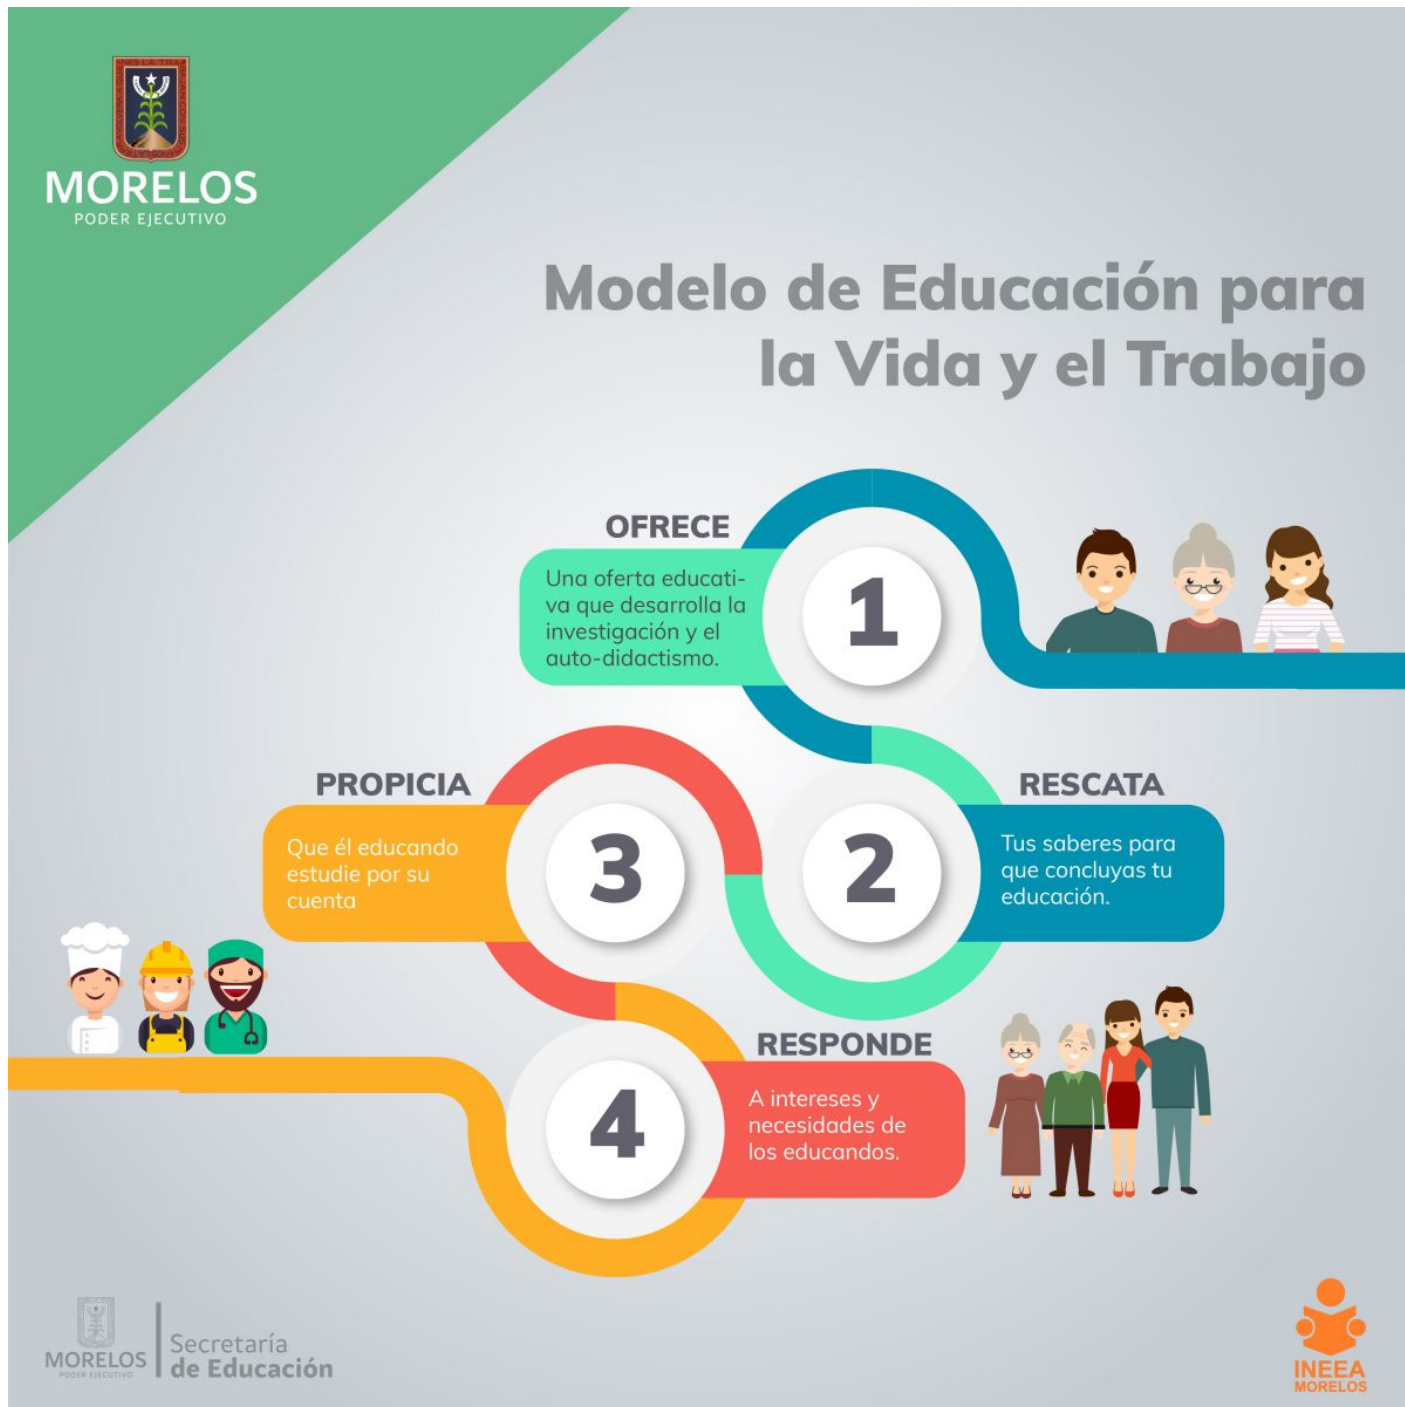 MORELOS
PODER EJECUTIVO
Modelo de Educación para
la Vida y el Trabajo
OFRECE
Una oferta educati-
va que desarrolla la
investigación y el
auto-didactismo.
1
RESCATA
Tus saberes para
que concluyas tu
educación.
2
PROPICIA
Que él educando
estudie por su
cuenta
3
RESPONDE
A intereses y
necesidades de
los educandos.
4
MORELOS
PODER EJECUTIVO
Secretaría
de Educación
INEEA
MORELOS